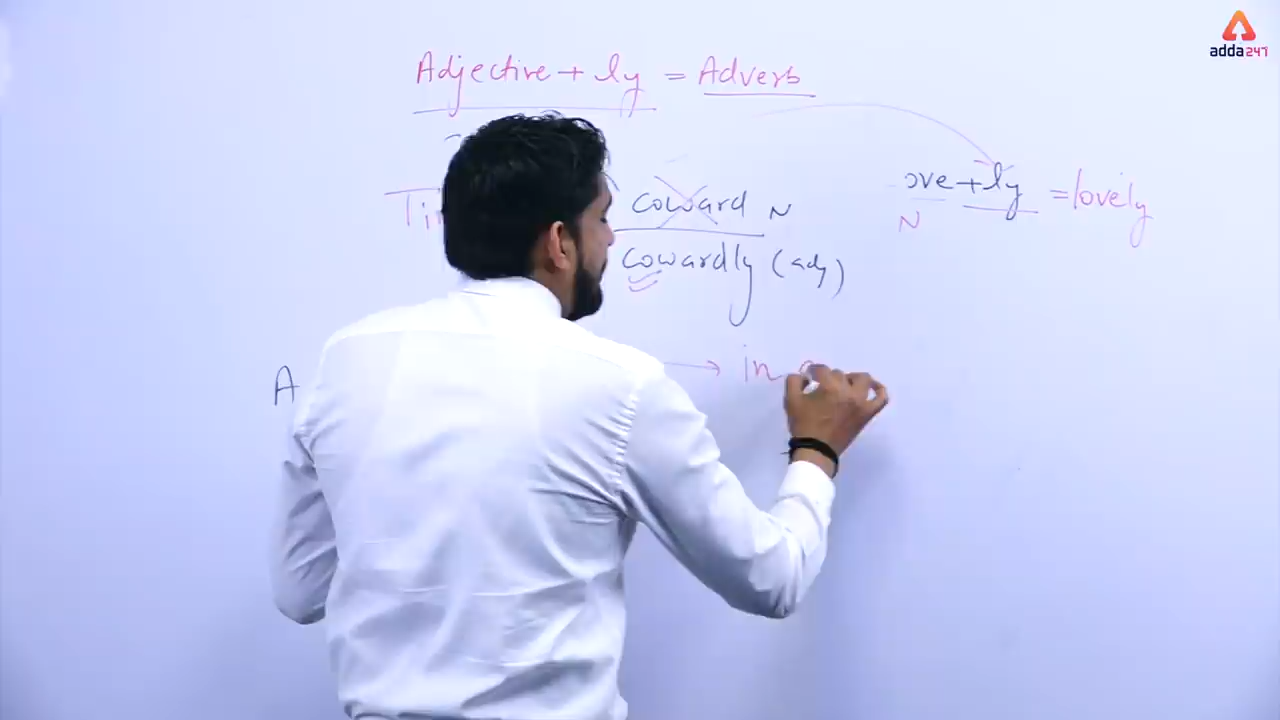 adda247
Adjective + ly = Adverb
ove + ly = lovely
N
coward N
cowardly (adj)
A
in